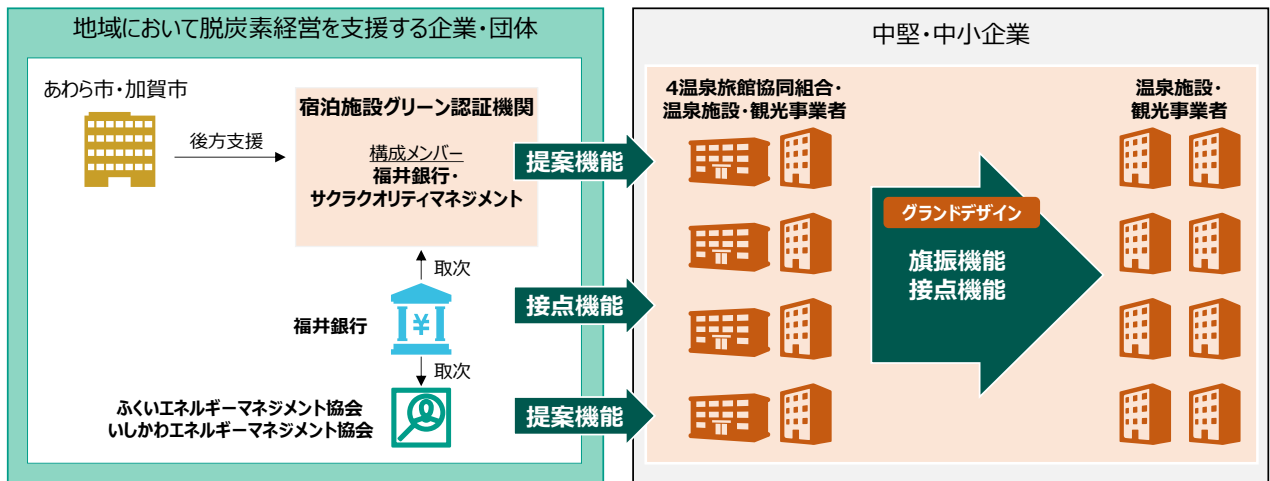 地域において脱炭素経営を支援する企業・団体
あわら市・加賀市
後方支援
宿泊施設グリーン認証機関
構成メンバー
福井銀行・
サクラクオリティマネジメント
取次
福井銀行
¥
取次
ふくいエネルギーマネジメント協会
いしかわエネルギーマネジメント協会
提案機能
接点機能
提案機能
中堅・中小企業
4温泉旅館協同組合・
温泉施設・観光事業者
グランドデザイン
旗振機能
接点機能
温泉施設・
観光事業者